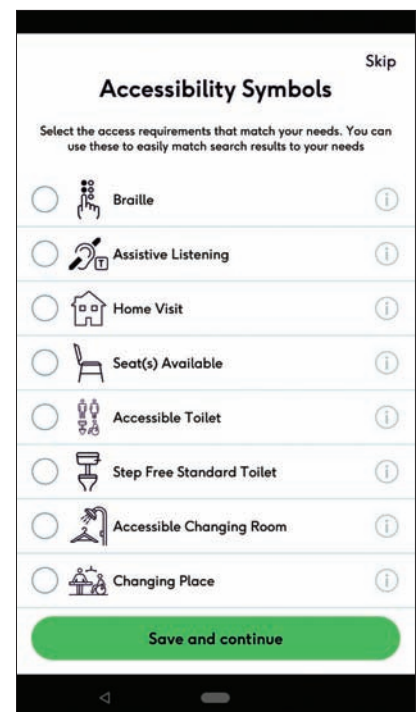 Skip
Accessibility Symbols
Select the access requirements that match your needs. You can
use these to easily match search results to your needs
Braille
Assistive Listening
T
Home Visit
Seat(s) Available
Accessible Toilet
Step Free Standard Toilet
Accessible Changing Room
Changing Place
Save and continue